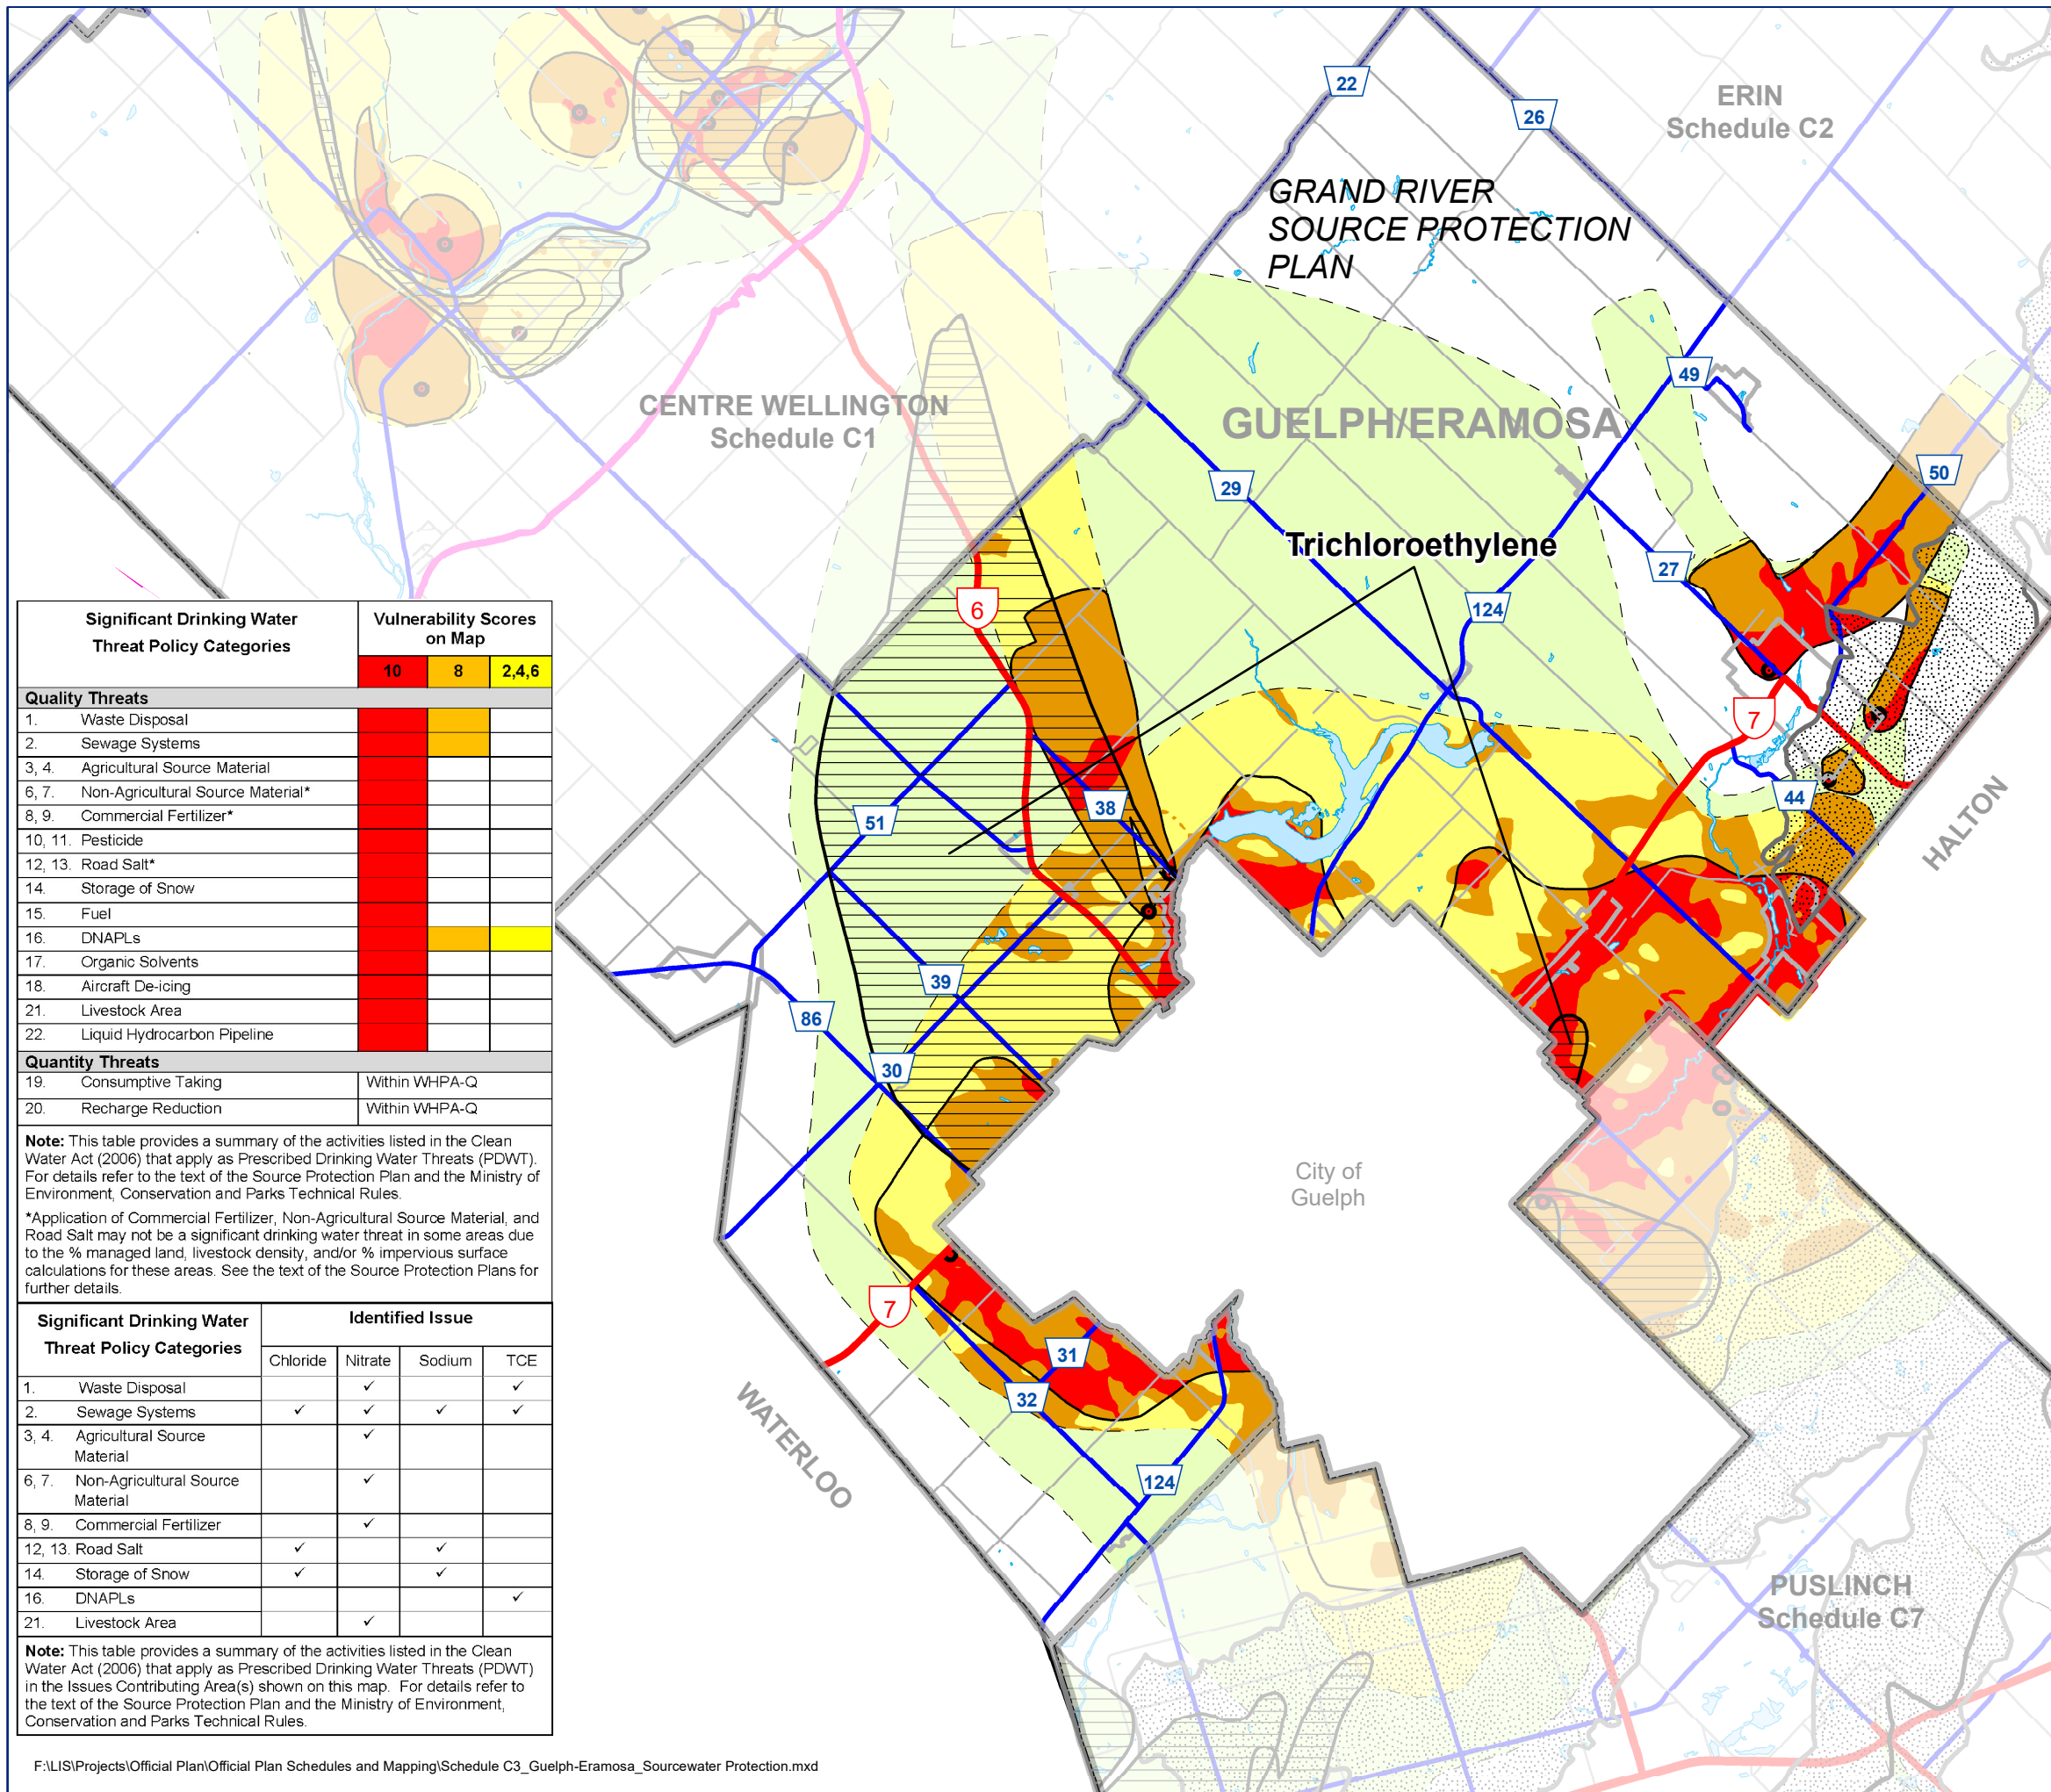 22
26
ERIN
Schedule C2
GRAND RIVER
SOURCE PROTECTION
PLAN
49
CENTRE WELLINGTON
Schedule C1
GUELPH/ERAMOSA
50
29
Trichloroethylene
27
6
124
7
38
44
51
HALTON
39
86
30
City of
Guelph
7
31
32
WATERLOO
124
PUSLINCH
Schedule C7
Significant Drinking Water
Threat Policy Categories
Vulnerability Scores
on Map
10 8 2,4,6
Quality Threats
1. Waste Disposal
2. Sewage Systems
3, 4. Agricultural Source Material
6, 7. Non-Agricultural Source Material*
8, 9. Commercial Fertilizer*
10, 11. Pesticide
12, 13. Road Salt*
14. Storage of Snow
15. Fuel
16. DNAPLs
17. Organic Solvents
18. Aircraft De-icing
21. Livestock Area
22. Liquid Hydrocarbon Pipeline
Quantity Threats
19. Consumptive Taking Within WHPA-Q
20. Recharge Reduction Within WHPA-Q
Note: This table provides a summary of the activities listed in the Clean
Water Act (2006) that apply as Prescribed Drinking Water Threats (PDWT).
For details refer to the text of the Source Protection Plan and the Ministry of
Environment, Conservation and Parks Technical Rules.
*Application of Commercial Fertilizer, Non-Agricultural Source Material, and
Road Salt may not be a significant drinking water threat in some areas due
to the % managed land, livestock density, and/or % impervious surface
calculations for these areas. See the text of the Source Protection Plans for
further details.
Significant Drinking Water
Threat Policy Categories
Identified Issue
Chloride Nitrate Sodium TCE
1. Waste Disposal ✓ ✓
2. Sewage Systems ✓ ✓ ✓ ✓
3, 4. Agricultural Source
Material ✓
6, 7. Non-Agricultural Source
Material ✓
8, 9. Commercial Fertilizer ✓
12, 13. Road Salt ✓ ✓
14. Storage of Snow ✓ ✓
16. DNAPLs ✓
21. Livestock Area ✓
Note: This table provides a summary of the activities listed in the Clean
Water Act (2006) that apply as Prescribed Drinking Water Threats (PDWT)
in the Issues Contributing Area(s) shown on this map. For details refer to
the text of the Source Protection Plan and the Ministry of Environment,
Conservation and Parks Technical Rules.
F:\LIS\Projects\Official Plan\Official Plan Schedules and Mapping\Schedule C3_Guelph-Eramosa_Sourcewater Protection.mxd